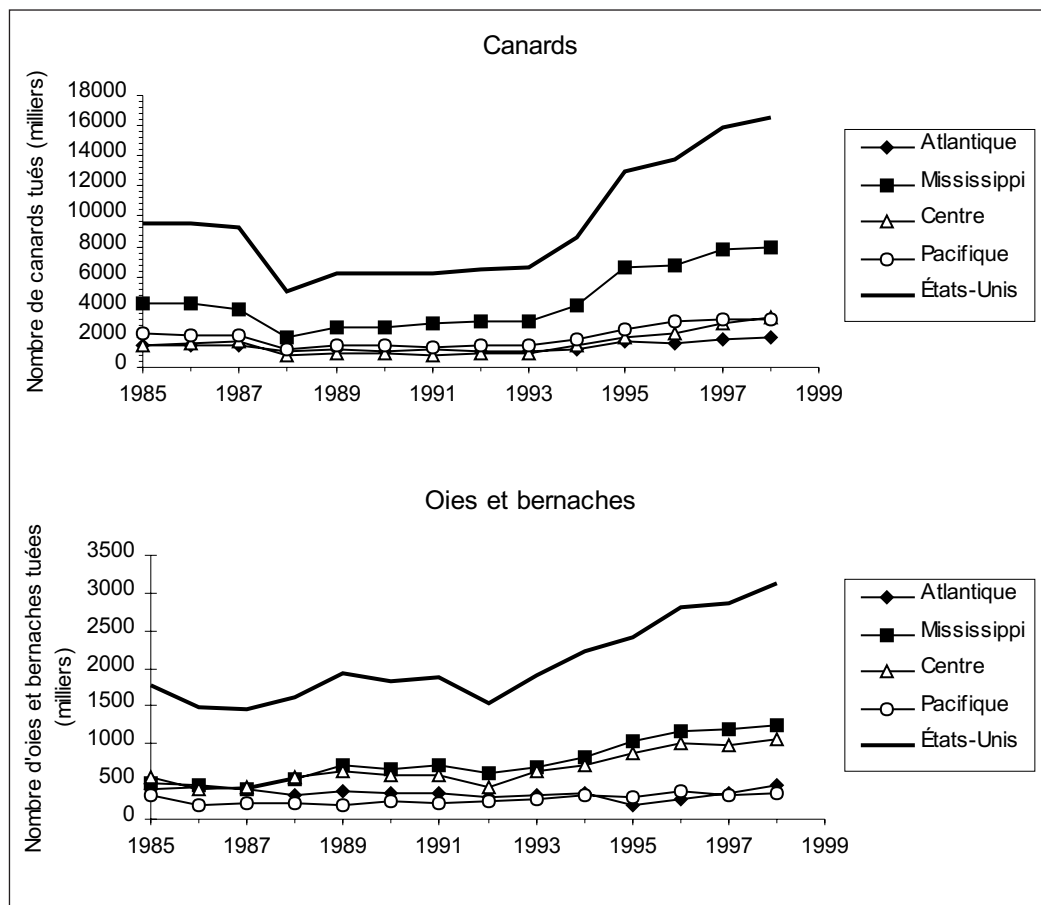 Canards
Nombre de canards tués (milliers)
18000
16000
14000
12000
10000
8000
6000
4000
2000
0
1985 1987 1989 1991 1993 1995 1997 1999
Atlantique
Mississippi
Centre
Pacifique
États-Unis
Oies et bernaches
Nombre d'oies et bernaches tuées
(milliers)
3500
3000
2500
2000
1500
1000
500
0
1985 1987 1989 1991 1993 1995 1997 1999
Atlantique
Mississippi
Centre
Pacifique
États-Unis